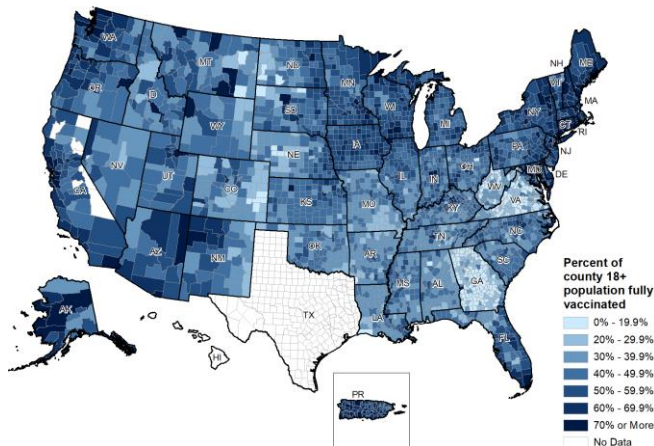 WA
MT
ND
MN
ME
NH
VT
OR
ID
SD
WI
MI
NY
MA
CT
RI
WY
IA
PA
NJ
NE
NV
UT
CO
IL
IN
OH
MD
DE
CA
KS
MO
WV
VA
KY
AZ
NM
OK
AR
TN
NC
SC
MS
AL
GA
TX
LA
FL
AK
HI
PR
Percent of
county 18+
population fully
vaccinated
0% - 19.9%
20% - 29.9%
30% - 39.9%
40% - 49.9%
50% - 59.9%
60% - 69.9%
70% or More
No Data